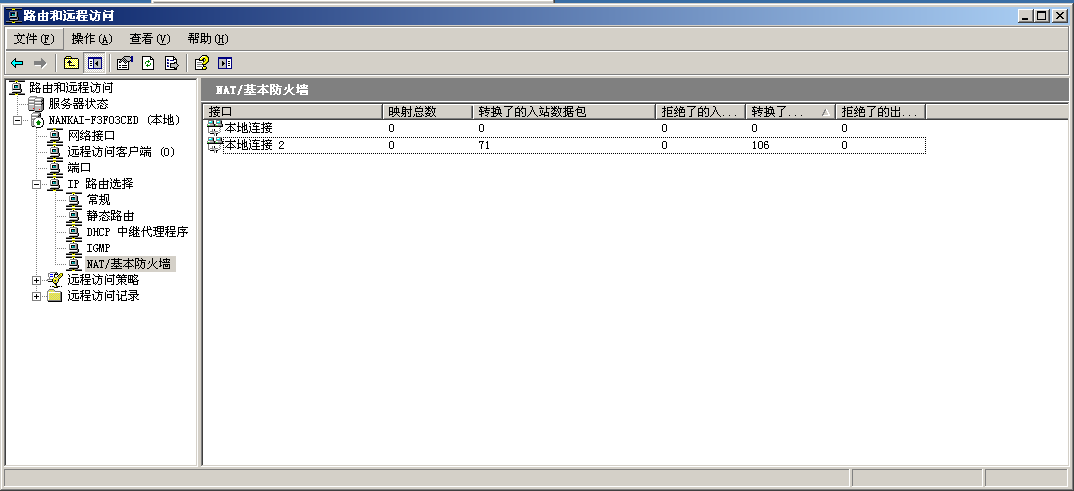 路由和远程访问
文件(F) 操作(A) 查看(V) 帮助(H)
路由和远程访问
服务器状态
NANKAI-F3F03CED (本地)
网络接口
远程访问客户端 (0)
端口
IP 路由选择
常规
静态路由
DHCP 中继代理程序
IGMP
NAT/基本防火墙
远程访问策略
远程访问记录
NAT/基本防火墙
接口 映射总数 转换了的入站数据包 拒绝了的入... 转换了... 拒绝了的出...
本地连接 0 0 0 0 0
本地连接 2 0 71 0 106 0